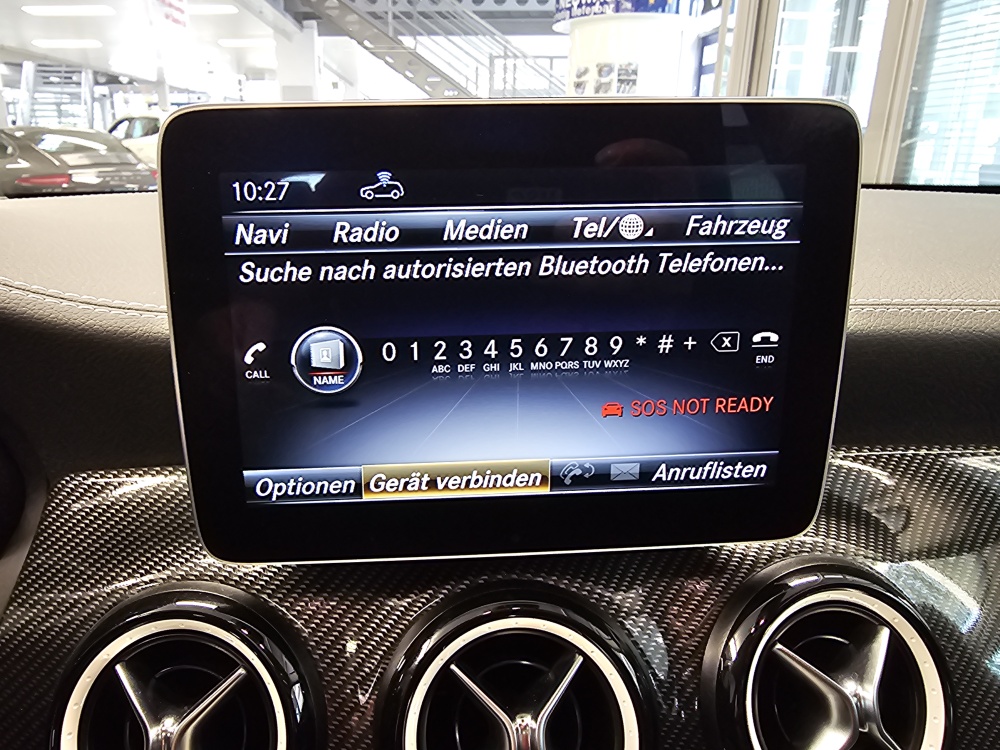 10:27
Navi Radio Medien Tel/ Fahrzeug
Suche nach autorisierten Bluetooth Telefonen...
CALL NAME 0 1 2 3 4 5 6 7 8 9 * # + X END
ABC DEF GHI JKL MNO PQRS TUV WXYZ
SOS NOT READY
Optionen Gerät verbinden Anruflisten